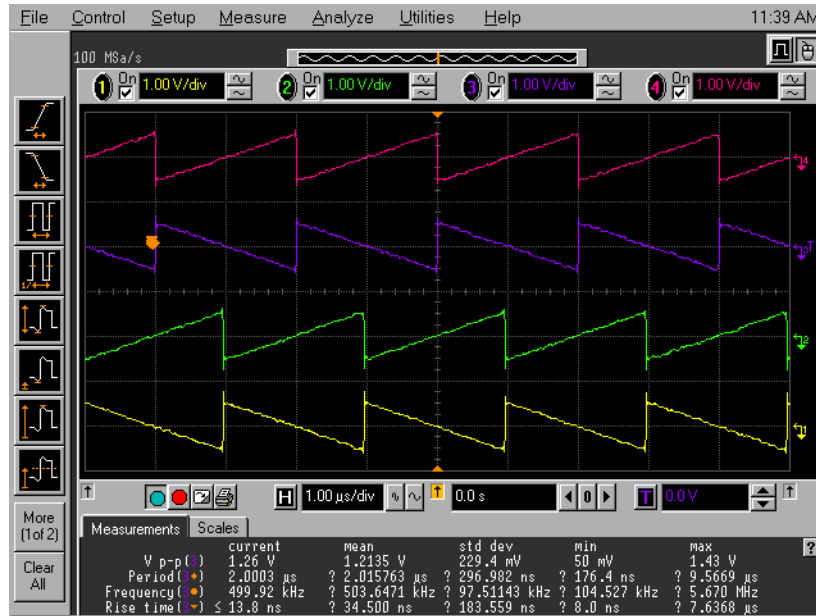 File Control Setup Measure Analyze Utilities Help 11:39 AM
100 MSa/s
1 On 1.00 V/div 2 On 1.00 V/div 3 On 1.00 V/div 4 On 1.00 V/div
4
3T
2
1
More
(1of 2)
Clear
All
H 1.00 µs/div 0.0 s 0 T 0.0 V
Measurements Scales
?
current mean std dev min max
V p-p(3) 1.26 V 1.2135 V 229.4 mV 50 mV 1.43 V
Period(3) 2.0003 µs ? 2.015763 µs ? 296.982 ns ? 176.4 ns ? 9.5669 µs
Frequency(3) 499.92 kHz ? 503.6471 kHz ? 97.51143 kHz ? 104.527 kHz ? 5.670 MHz
Rise time(3) ≤ 13.8 ns ? 34.500 ns ? 183.559 ns ? 8.0 ns ? 7.6368 µs